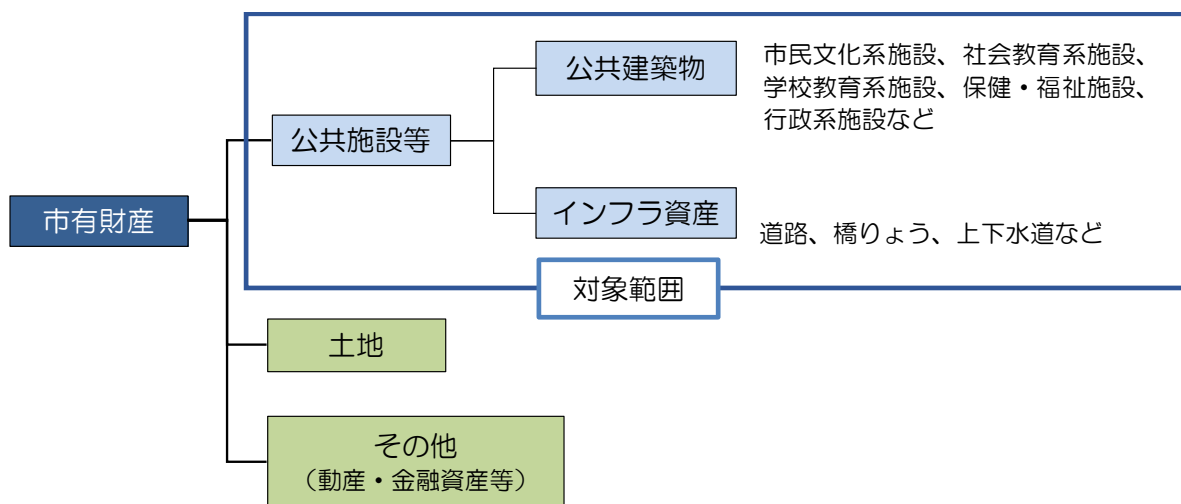 公共建築物
市民文化系施設、社会教育系施設、
学校教育系施設、保健・福祉施設、
行政系施設など
公共施設等
市有財産
インフラ資産
道路、橋りょう、上下水道など
対象範囲
土地
その他
（動産・金融資産等）